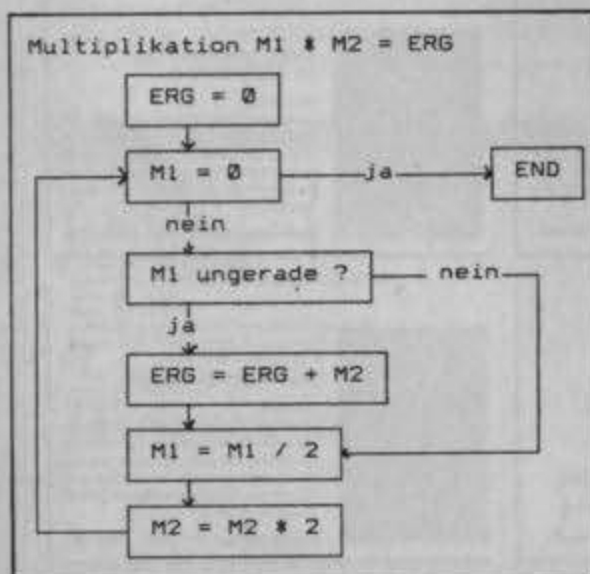 Multiplikation M1 * M2 = ERG
ERG = 0
M1 = 0
ja
END
nein
M1 ungerade ?
nein
ja
ERG = ERG + M2
M1 = M1 / 2
M2 = M2 * 2